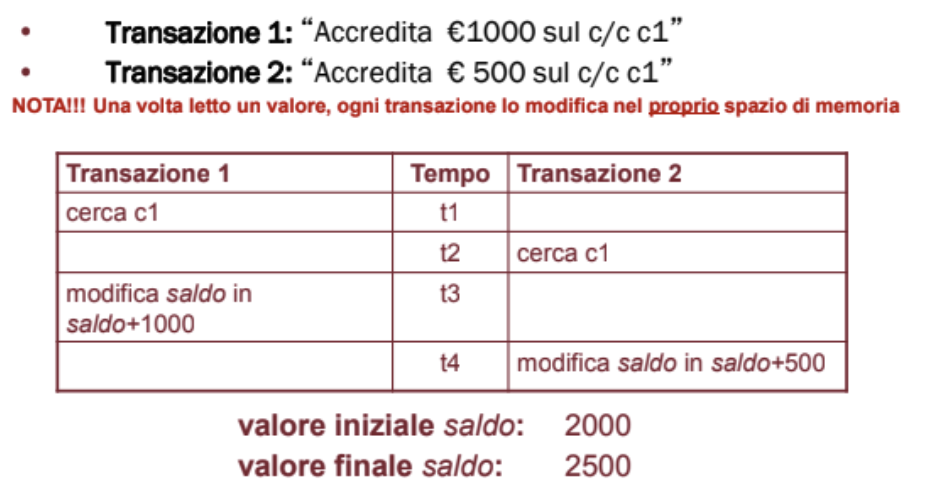 • Transazione 1: “Accredita €1000 sul c/c c1”
• Transazione 2: “Accredita € 500 sul c/c c1”
NOTA!!! Una volta letto un valore, ogni transazione lo modifica nel proprio spazio di memoria
Transazione 1 Tempo Transazione 2
cerca c1 t1
t2 cerca c1
modifica saldo in t3
saldo+1000
t4 modifica saldo in saldo+500
valore iniziale saldo: 2000
valore finale saldo: 2500